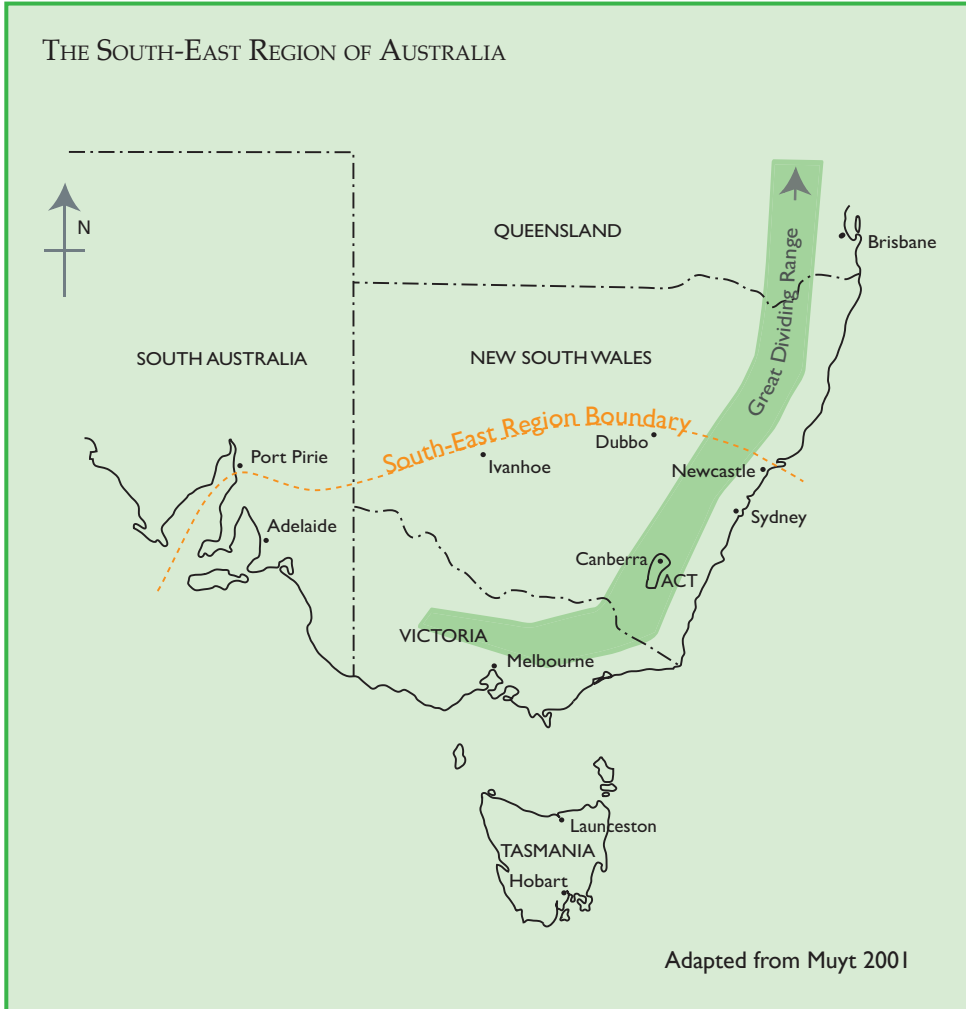 THE SOUTH-EAST REGION OF AUSTRALIA
N
QUEENSLAND
Brisbane
Great Dividing Range
SOUTH AUSTRALIA
NEW SOUTH WALES
South-East Region Boundary
Dubbo
Port Pirie
Ivanhoe
Newcastle
Adelaide
Sydney
Canberra
ACT
VICTORIA
Melbourne
Launceston
TASMANIA
Hobart
Adapted from Muyt 2001